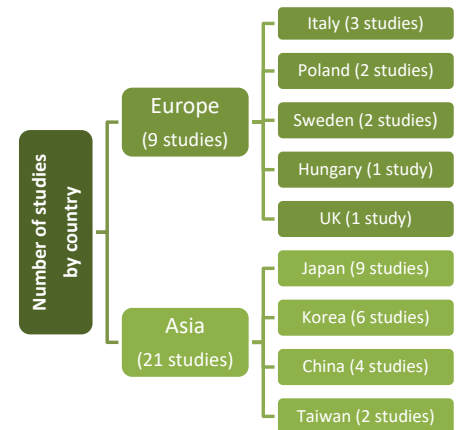 Number of studies
by country
Europe
(9 studies)
Italy (3 studies)
Poland (2 studies)
Sweden (2 studies)
Hungary (1 study)
UK (1 study)
Asia
(21 studies)
Japan (9 studies)
Korea (6 studies)
China (4 studies)
Taiwan (2 studies)